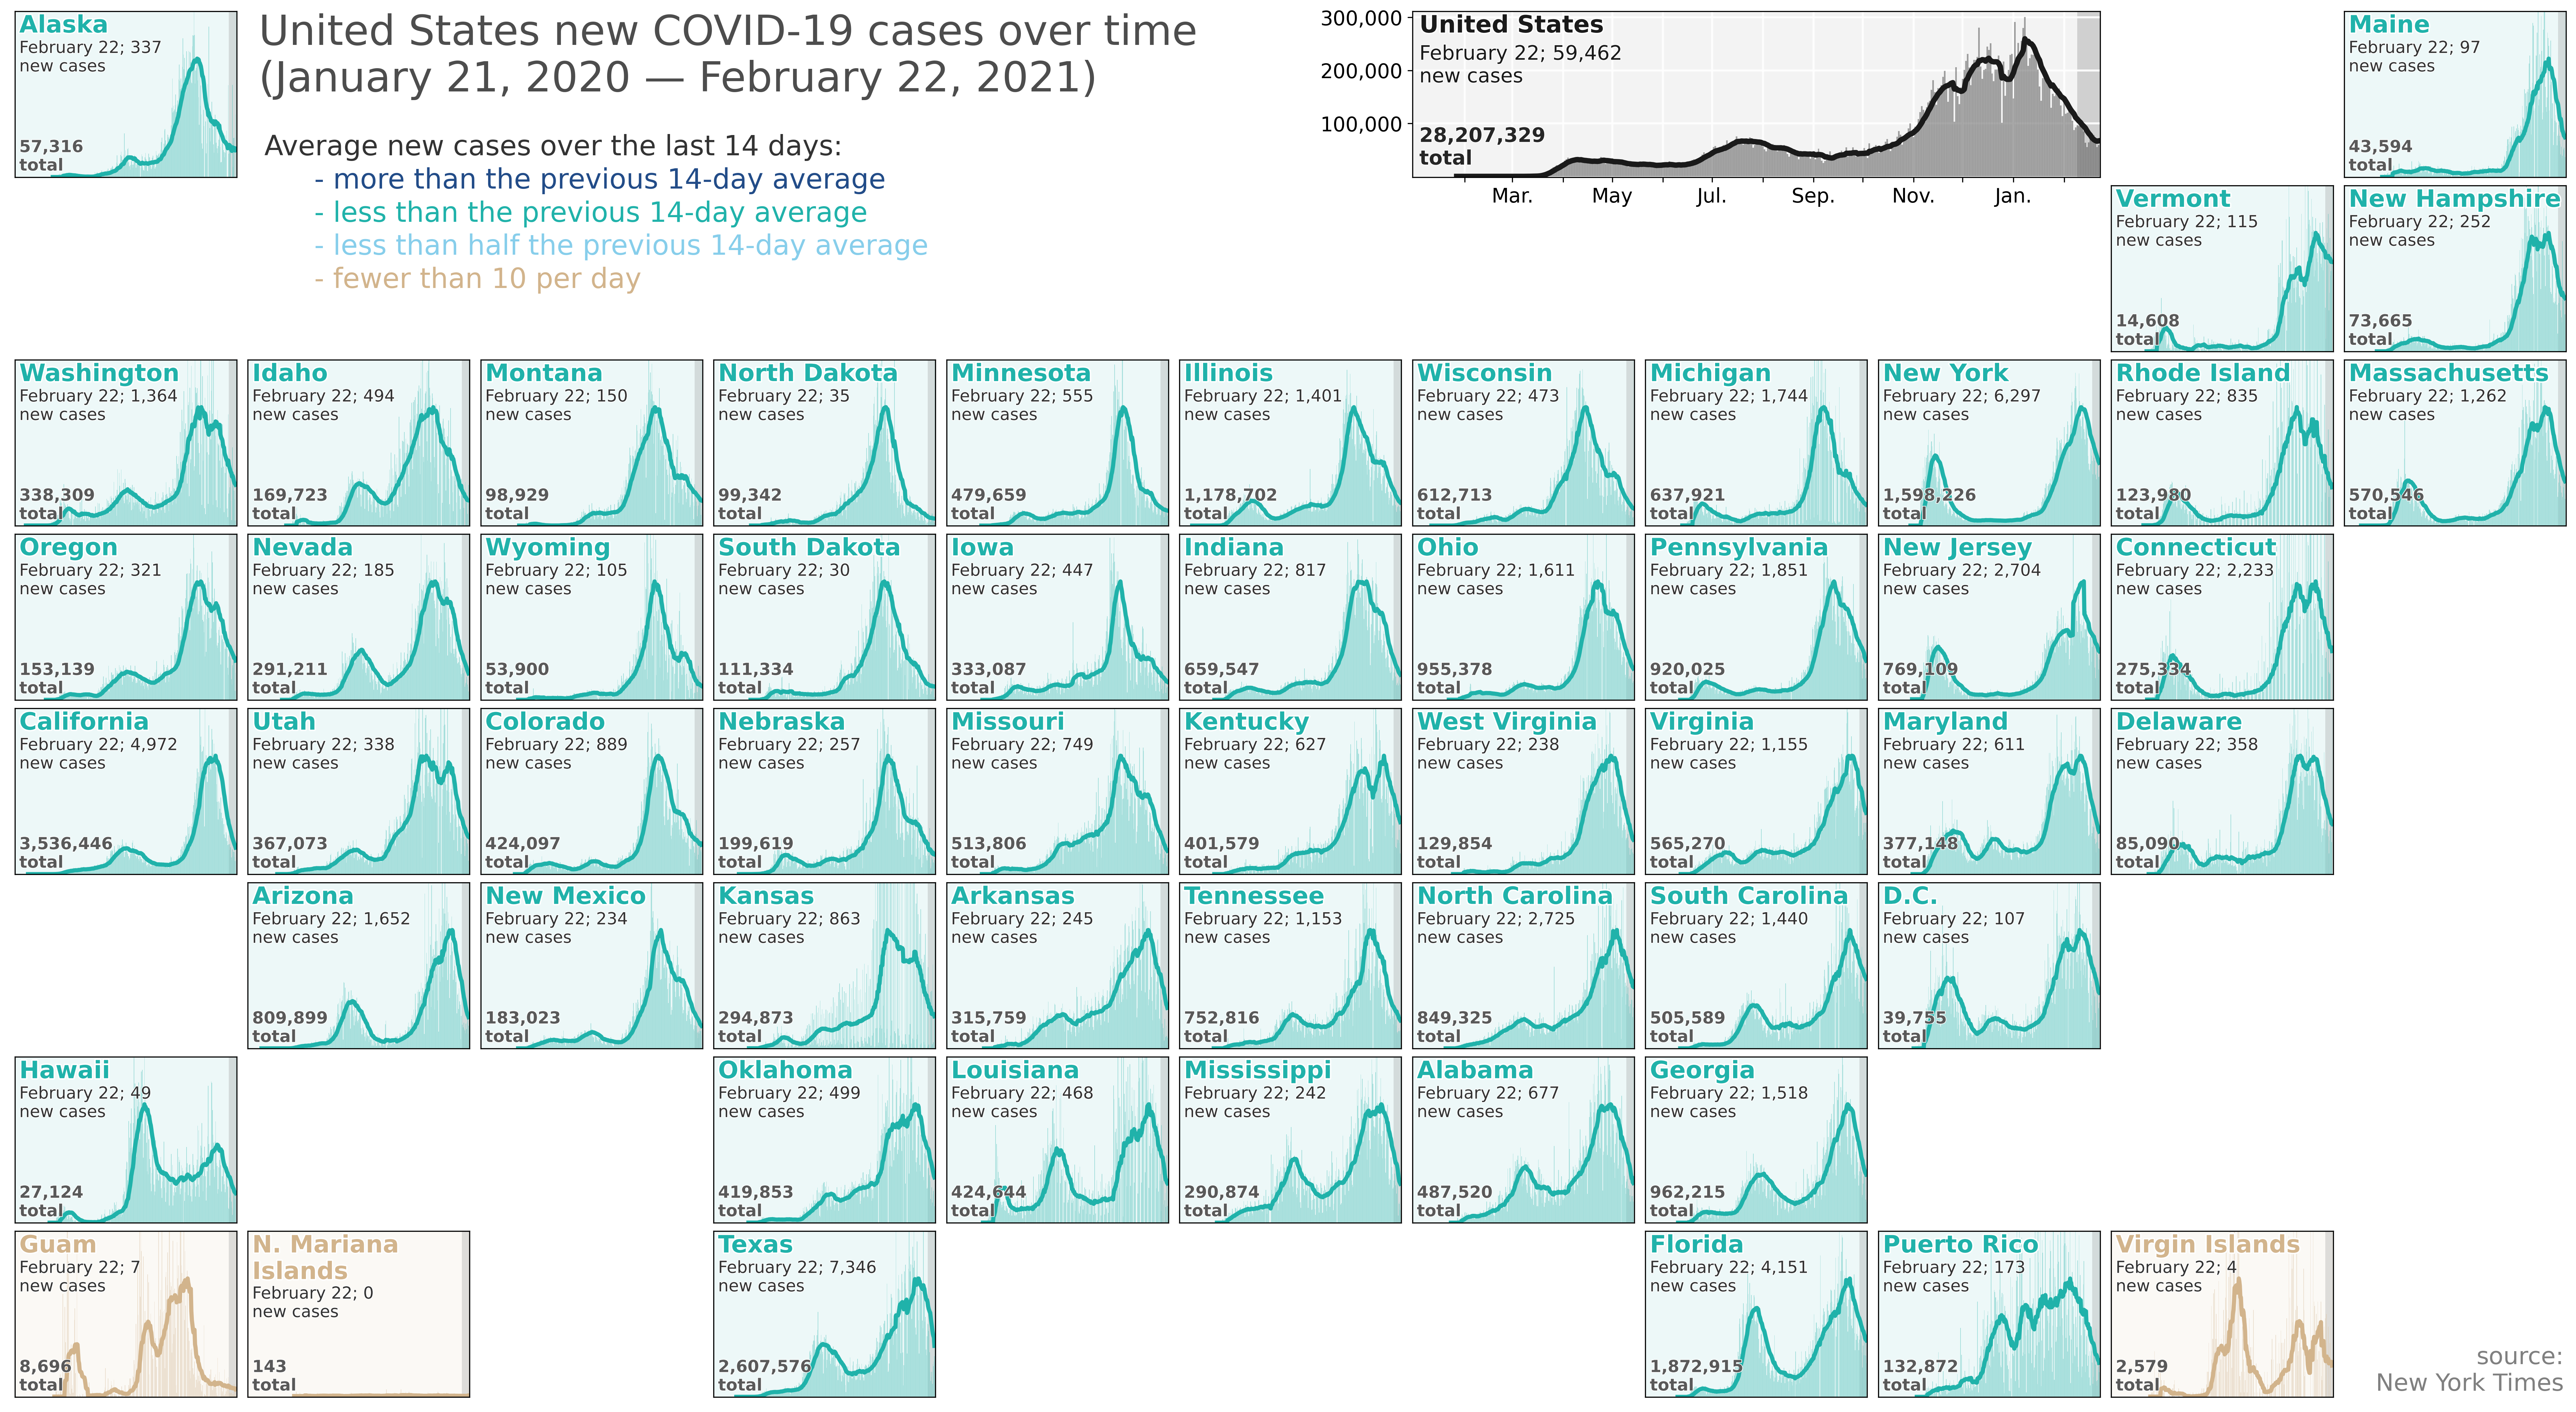 Alaska
February 22; 337
new cases
57,316
total
United States new COVID-19 cases over time
(January 21, 2020 — February 22, 2021)
Average new cases over the last 14 days:
- more than the previous 14-day average
- less than the previous 14-day average
- less than half the previous 14-day average
- fewer than 10 per day
300,000
200,000
100,000
United States
February 22; 59,462
new cases
28,207,329
total
Mar.
May
Jul.
Sep.
Nov.
Jan.
Maine
February 22; 97
new cases
43,594
total
Vermont
February 22; 115
new cases
14,608
total
New Hampshire
February 22; 252
new cases
73,665
total
Washington
February 22; 1,364
new cases
338,309
total
Idaho
February 22; 494
new cases
169,723
total
Montana
February 22; 150
new cases
98,929
total
North Dakota
February 22; 35
new cases
99,342
total
Minnesota
February 22; 555
new cases
479,659
total
Illinois
February 22; 1,401
new cases
1,178,702
total
Wisconsin
February 22; 473
new cases
612,713
total
Michigan
February 22; 1,744
new cases
637,921
total
New York
February 22; 6,297
new cases
1,598,226
total
Rhode Island
February 22; 835
new cases
123,980
total
Massachusetts
February 22; 1,262
new cases
570,546
total
Oregon
February 22; 321
new cases
153,139
total
Nevada
February 22; 185
new cases
291,211
total
Wyoming
February 22; 105
new cases
53,900
total
South Dakota
February 22; 30
new cases
111,334
total
Iowa
February 22; 447
new cases
333,087
total
Indiana
February 22; 817
new cases
659,547
total
Ohio
February 22; 1,611
new cases
955,378
total
Pennsylvania
February 22; 1,851
new cases
920,025
total
New Jersey
February 22; 2,704
new cases
769,109
total
Connecticut
February 22; 2,233
new cases
275,334
total
California
February 22; 4,972
new cases
3,536,446
total
Utah
February 22; 338
new cases
367,073
total
Colorado
February 22; 889
new cases
424,097
total
Nebraska
February 22; 257
new cases
199,619
total
Missouri
February 22; 749
new cases
513,806
total
Kentucky
February 22; 627
new cases
401,579
total
West Virginia
February 22; 238
new cases
129,854
total
Virginia
February 22; 1,155
new cases
565,270
total
Maryland
February 22; 611
new cases
377,148
total
Delaware
February 22; 358
new cases
85,090
total
Arizona
February 22; 1,652
new cases
809,899
total
New Mexico
February 22; 234
new cases
183,023
total
Kansas
February 22; 863
new cases
294,873
total
Arkansas
February 22; 245
new cases
315,759
total
Tennessee
February 22; 1,153
new cases
752,816
total
North Carolina
February 22; 2,725
new cases
849,325
total
South Carolina
February 22; 1,440
new cases
505,589
total
D.C.
February 22; 107
new cases
39,755
total
Hawaii
February 22; 49
new cases
27,124
total
Oklahoma
February 22; 499
new cases
419,853
total
Louisiana
February 22; 468
new cases
424,644
total
Mississippi
February 22; 242
new cases
290,874
total
Alabama
February 22; 677
new cases
487,520
total
Georgia
February 22; 1,518
new cases
962,215
total
Guam
February 22; 7
new cases
8,696
total
N. Mariana
Islands
February 22; 0
new cases
143
total
Texas
February 22; 7,346
new cases
2,607,576
total
Florida
February 22; 4,151
new cases
1,872,915
total
Puerto Rico
February 22; 173
new cases
132,872
total
Virgin Islands
February 22; 4
new cases
2,579
total
source:
New York Times